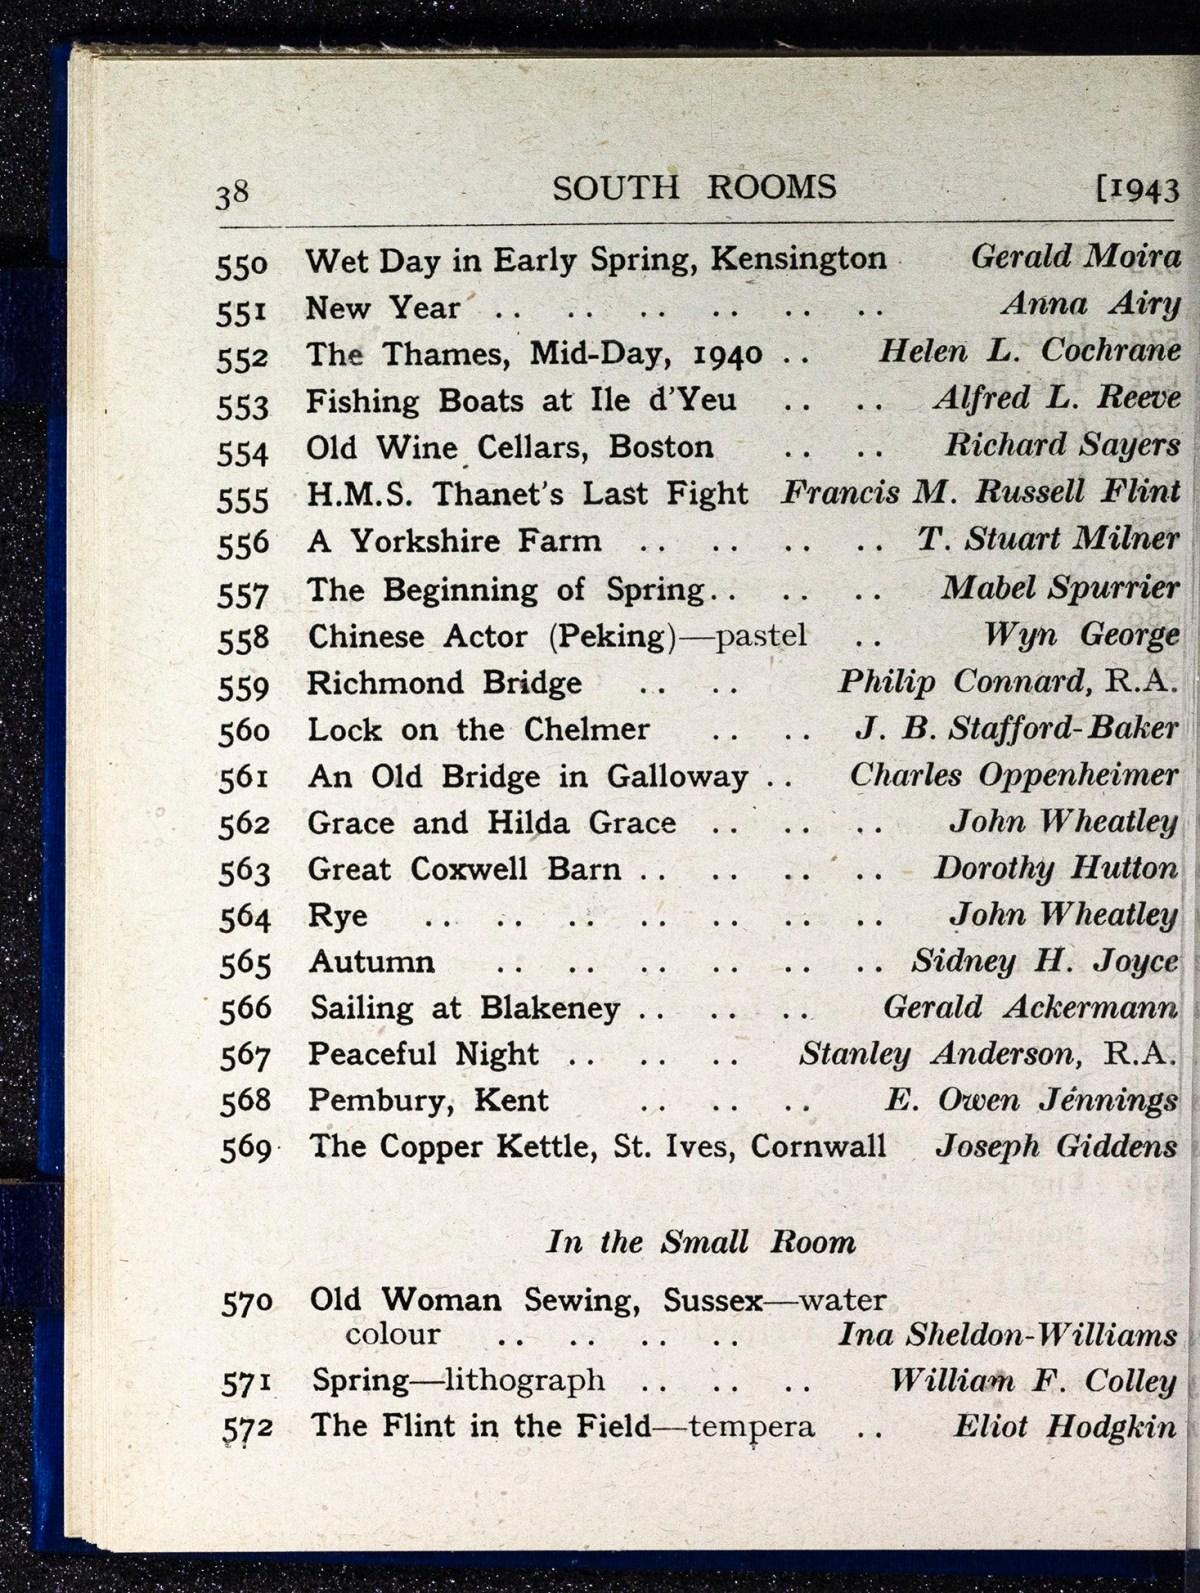 38 SOUTH ROOMS [1943
550 Wet Day in Early Spring, Kensington Gerald Moira
551 New Year .. .. .. .. .. .. Anna Airy
552 The Thames, Mid-Day, 1940 .. Helen L. Cochrane
553 Fishing Boats at Ile d'Yeu .. .. Alfred L. Reeve
554 Old Wine Cellars, Boston .. .. Richard Sayers
555 H.M.S. Thanet's Last Fight Francis M. Russell Flint
556 A Yorkshire Farm .. .. .. .. T. Stuart Milner
557 The Beginning of Spring.. .. .. Mabel Spurrier
558 Chinese Actor (Peking)—pastel .. Wyn George
559 Richmond Bridge .. .. Philip Connard, R.A.
560 Lock on the Chelmer .. .. J. B. Stafford-Baker
561 An Old Bridge in Galloway .. Charles Oppenheimer
562 Grace and Hilda Grace .. .. .. John Wheatley
563 Great Coxwell Barn .. .. .. .. Dorothy Hutton
564 Rye .. .. .. .. .. .. .. John Wheatley
565 Autumn .. .. .. .. .. .. Sidney H. Joyce
566 Sailing at Blakeney .. .. .. Gerald Ackermann
567 Peaceful Night .. .. .. Stanley Anderson, R.A.
568 Pembury, Kent .. .. .. E. Owen Jennings
569 The Copper Kettle, St. Ives, Cornwall Joseph Giddens
In the Small Room
570 Old Woman Sewing, Sussex—water
colour .. .. .. .. Ina Sheldon-Williams
571 Spring—lithograph .. .. .. William F. Colley
572 The Flint in the Field—tempera .. Eliot Hodgkin